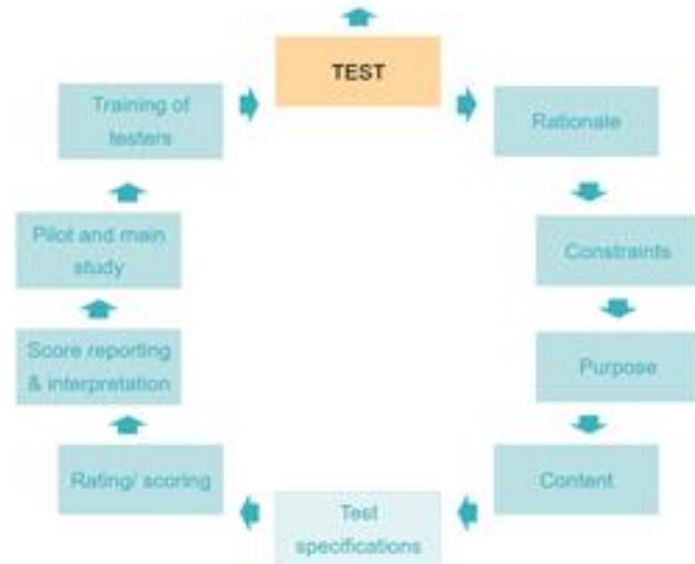 TEST
Rationale
Constraints
Purpose
Content
Test
specifications
Rating/ scoring
Score reporting
& interpretation
Pilot and main
study
Training of
testers